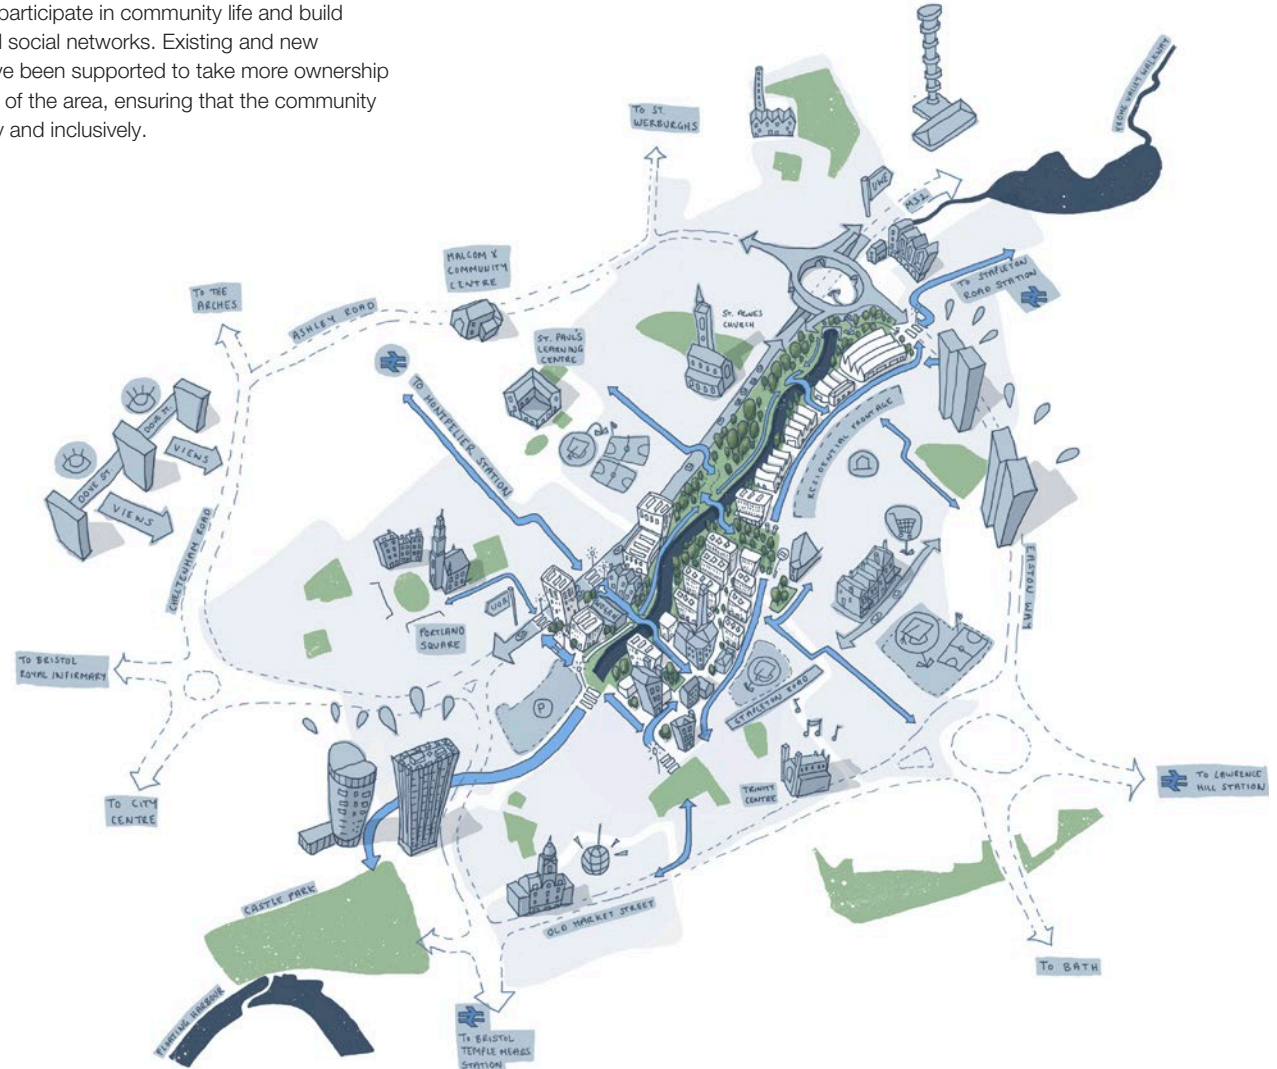 participate in community life and build
social networks. Existing and new
been supported to take more ownership
of the area, ensuring that the community
and inclusively.
FROME VALLEY WALKWAY
TO ST.
WERBURGHS
UWE
M32
MALCOM X
COMMUNITY
CENTRE
TO STAPLETON
ROAD STATION
TO THE
ARCHES
ASHLEY ROAD
ST. AGNES
CHURCH
ST. PAUL'S
LEARNING
CENTRE
TO MONTPELIER STATION
DOVE ST.
VIEWS
DOVE ST.
VIEWS
RESIDENTIAL FRONTAGE
CHELTENHAM ROAD
EASTON WAY
UOB
PORTLAND
SQUARE
TO BRISTOL
ROYAL INFIRMARY
P
STAPLETON ROAD
TRINITY
CENTRE
TO LAWRENCE
HILL STATION
TO CITY
CENTRE
CASTLE PARK
OLD MARKET STREET
TO BATH
FLOATING HARBOUR
TO BRISTOL
TEMPLE MEADS
STATION